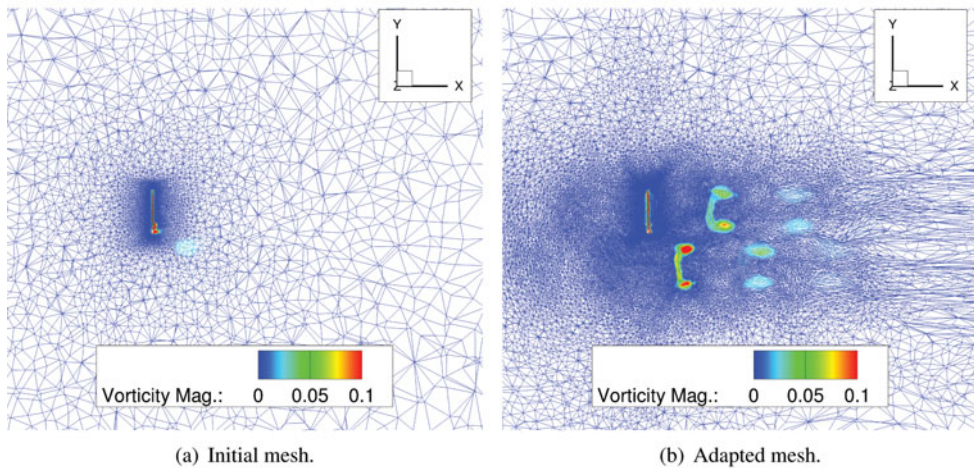 Y
Z
X
Vorticity Mag.: 0 0.05 0.1
(a) Initial mesh.
Y
Z
X
Vorticity Mag.: 0 0.05 0.1
(b) Adapted mesh.